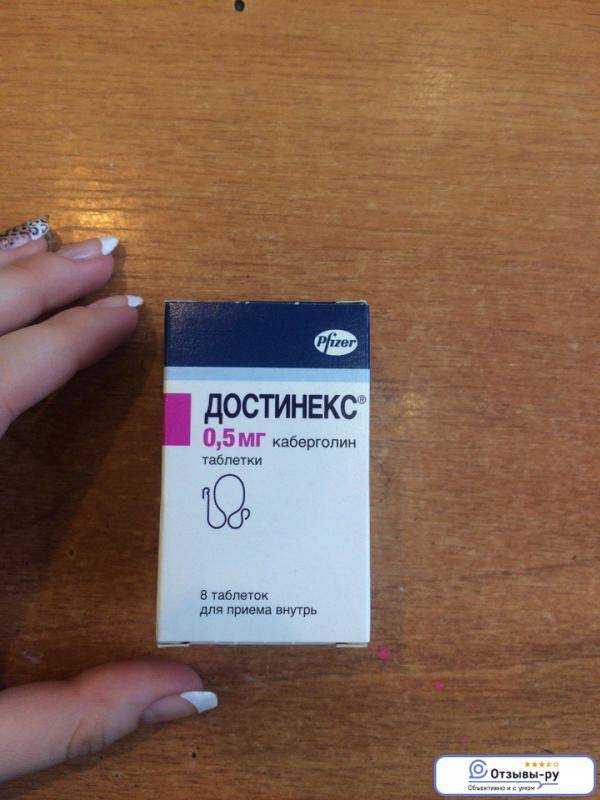 Pfizer
ДОСТИНЕКС®
0,5 мг каберголин
таблетки
8 таблеток
для приема внутрь
Отзывы-ру
Объективно и с умом